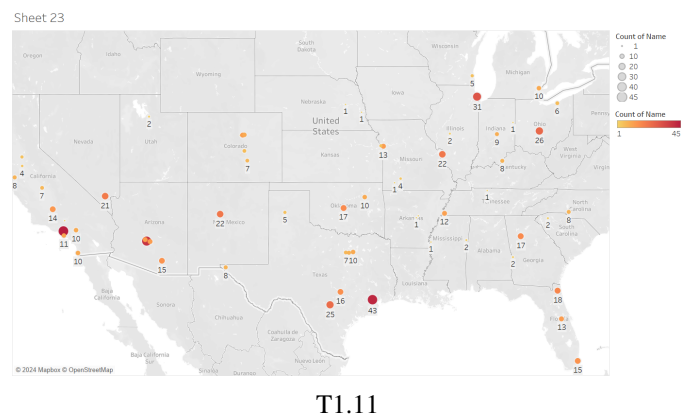 Sheet 23
Count of Name
1
10
20
30
40
45
Count of Name
1 45
Oregon
Idaho
Wyoming
South Dakota
Wisconsin
Michigan
Nebraska
Iowa
United States
Nevada
Utah
Colorado
Kansas
Missouri
Illinois
Indiana
Ohio
West Virginia
Virginia
Kentucky
California
Arizona
New Mexico
Tennessee
North Carolina
South Carolina
Mississippi
Alabama
Georgia
Texas
Louisiana
Baja California
Sonora
Chihuahua
Coahuila de Zaragoza
Nuevo León
Baja California Sur
Sinaloa
Durango
5
31
10
6
1
1
2
2
9
1
26
7
13
22
8
4
8
7
14
21
11
10
10
15
22
5
8
17
10
1
4
1
12
1
1
2
2
17
2
8
7
10
16
25
43
18
13
15
© 2024 Mapbox © OpenStreetMap
T1.11